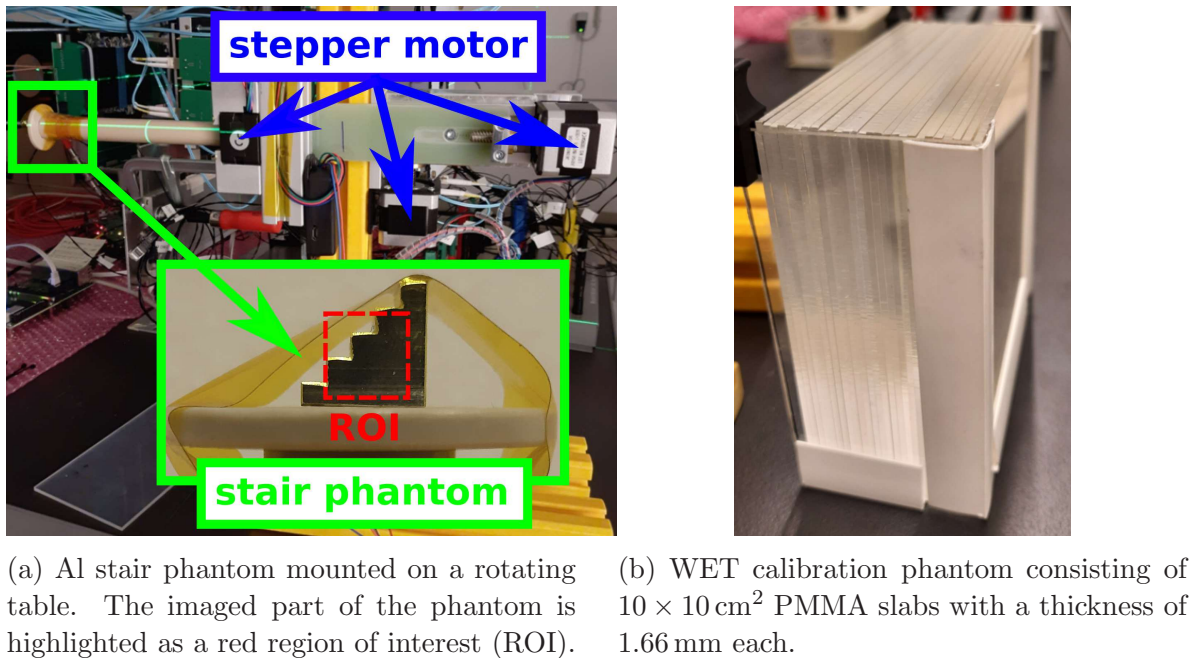 stepper motor
ROI
stair phantom
(a) Al stair phantom mounted on a rotating
table. The imaged part of the phantom is
highlighted as a red region of interest (ROI).
(b) WET calibration phantom consisting of
10 × 10 cm² PMMA slabs with a thickness of
1.66 mm each.